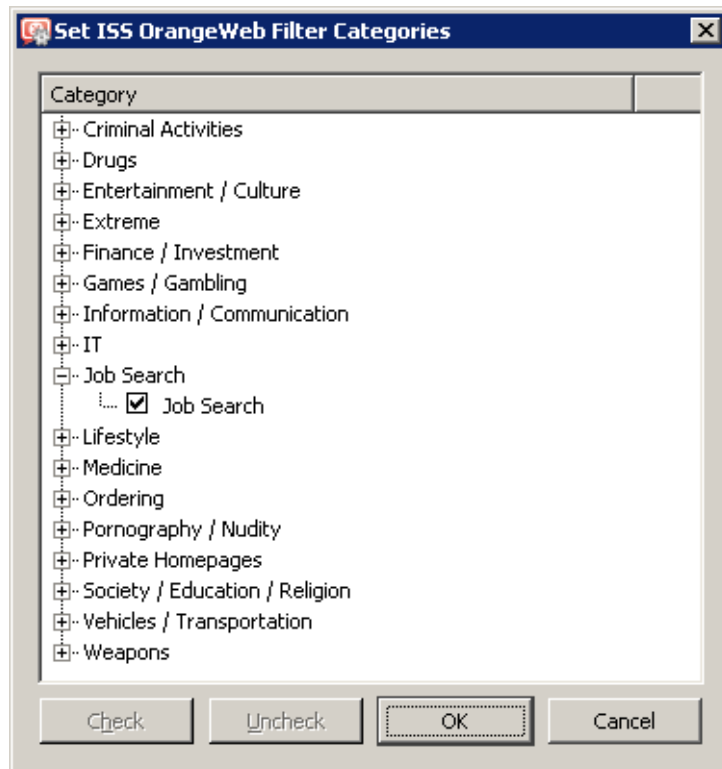 Set ISS OrangeWeb Filter Categories
Category
Criminal Activities
Drugs
Entertainment / Culture
Extreme
Finance / Investment
Games / Gambling
Information / Communication
IT
Job Search
Job Search
Lifestyle
Medicine
Ordering
Pornography / Nudity
Private Homepages
Society / Education / Religion
Vehicles / Transportation
Weapons
Check Uncheck OK Cancel